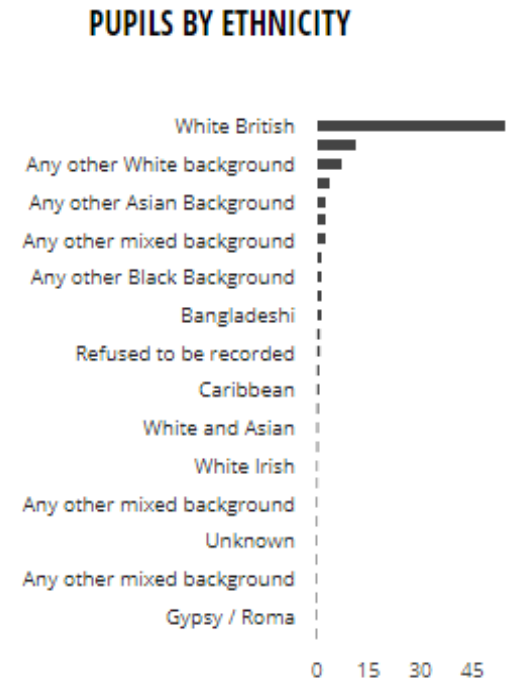 PUPILS BY ETHNICITY
White British
Any other White background
Any other Asian Background
Any other mixed background
Any other Black Background
Bangladeshi
Refused to be recorded
Caribbean
White and Asian
White Irish
Any other mixed background
Unknown
Any other mixed background
Gypsy / Roma
0 15 30 45